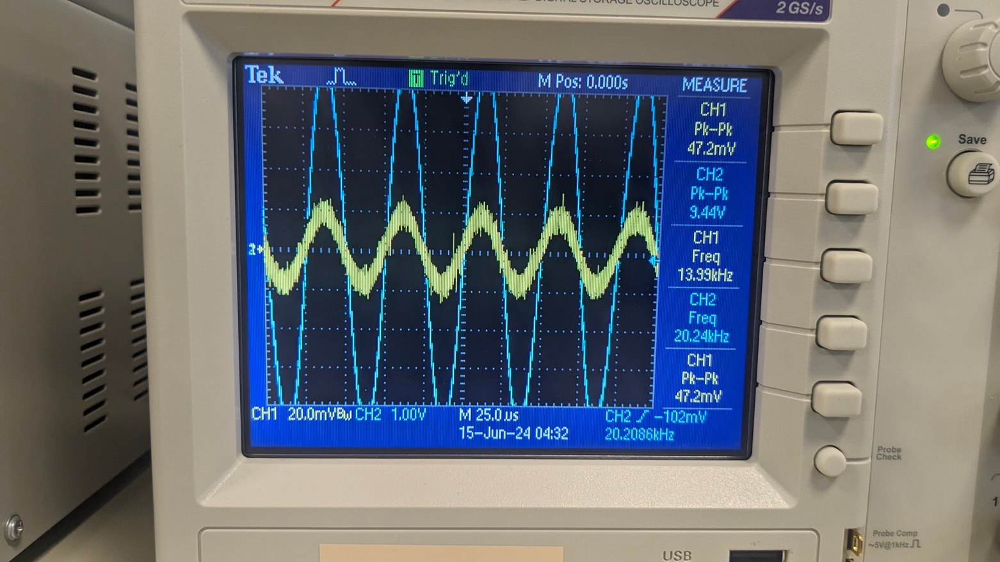 DIGITAL STORAGE OSCILLOSCOPE
2 GS/s
Tek
T Trig'd
M Pos: 0.000s
MEASURE
CH1
Pk-Pk
47.2mV
CH2
Pk-Pk
9.44V
CH1
Freq
13.99kHz
CH2
Freq
20.24kHz
CH1
Pk-Pk
47.2mV
CH1 20.0mVBW CH2 1.00V M 25.0µs CH2 -102mV
15-Jun-24 04:32 20.2086kHz
Save
Probe
Check
Probe Comp
~5V@1kHz
USB